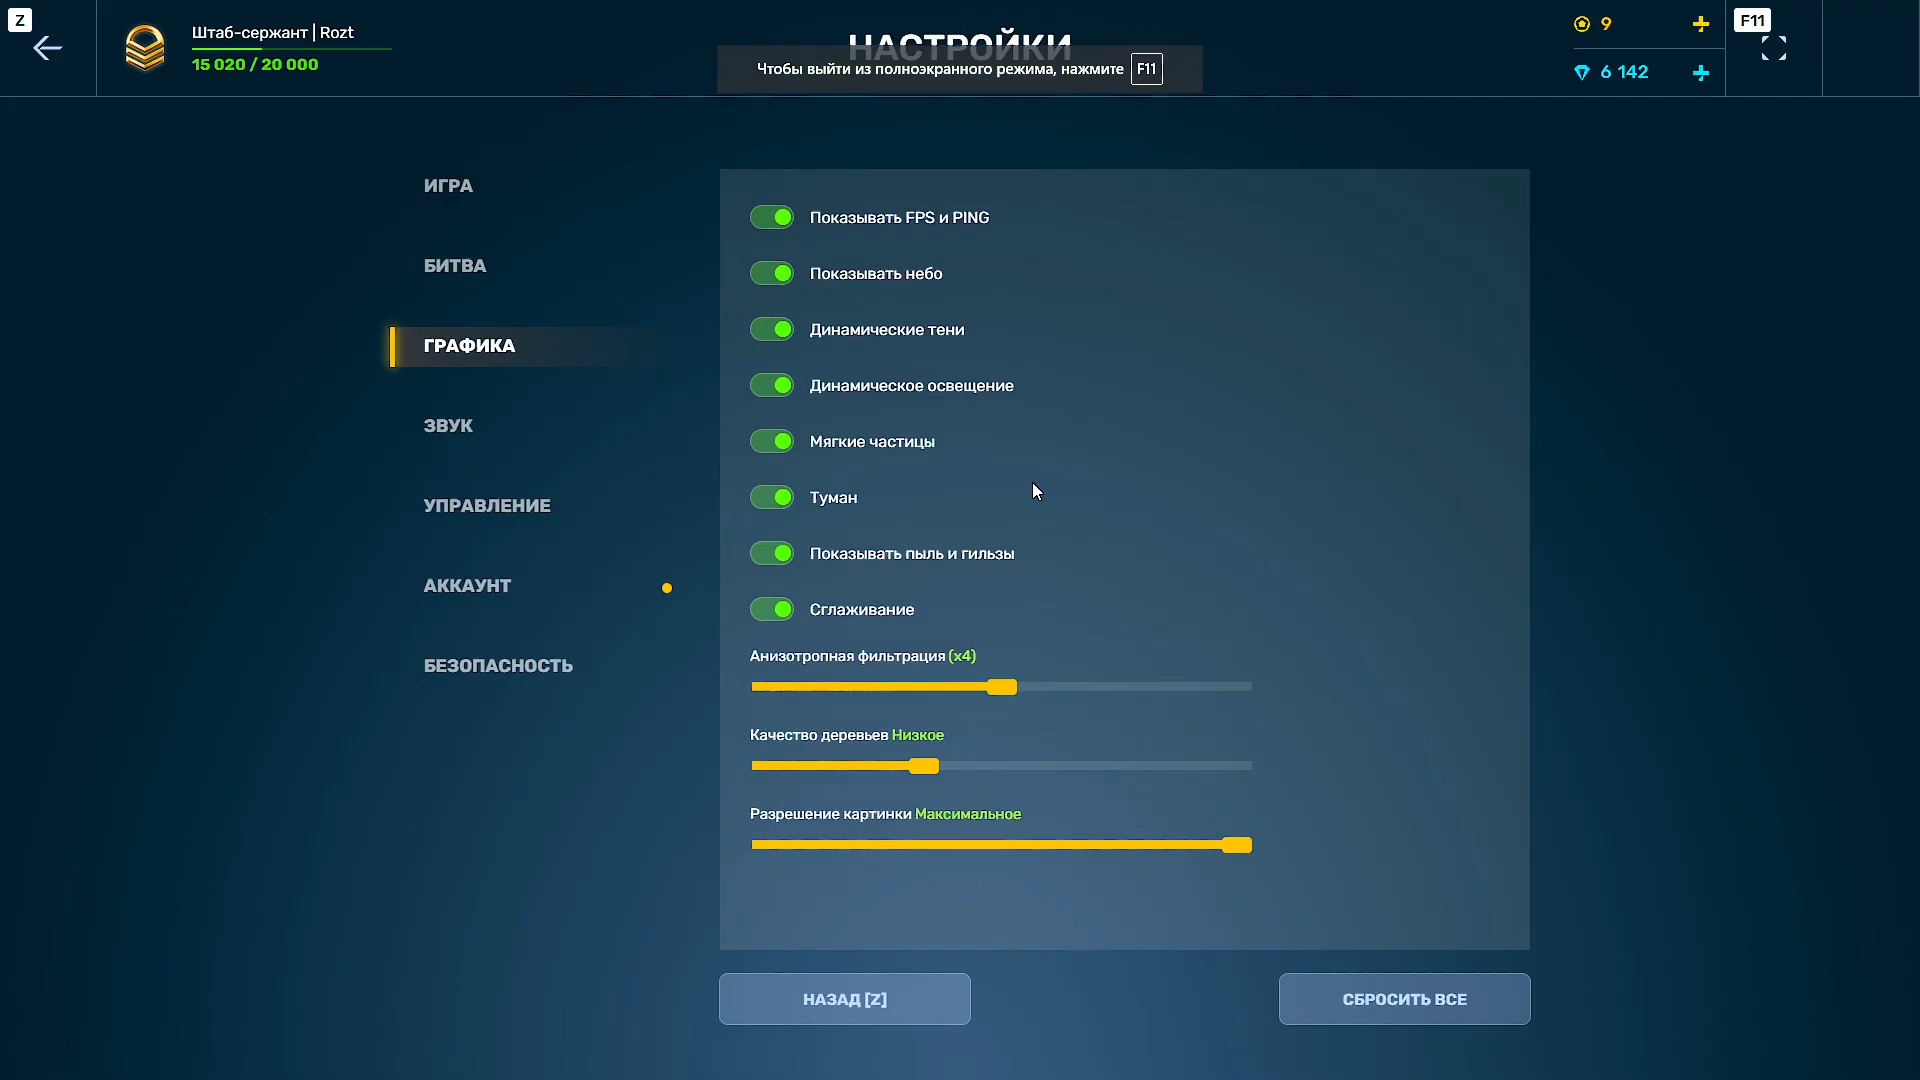 Z
Штаб-сержант | Rozt
15 020 / 20 000
НАСТРОЙКИ
Чтобы выйти из полноэкранного режима, нажмите F11
9
6 142
F11
ИГРА
БИТВА
ГРАФИКА
ЗВУК
УПРАВЛЕНИЕ
АККАУНТ
БЕЗОПАСНОСТЬ
Показывать FPS и PING
Показывать небо
Динамические тени
Динамическое освещение
Мягкие частицы
Туман
Показывать пыль и гильзы
Сглаживание
Анизотропная фильтрация (x4)
Качество деревьев Низкое
Разрешение картинки Максимальное
НАЗАД [Z]
СБРОСИТЬ ВСЕ